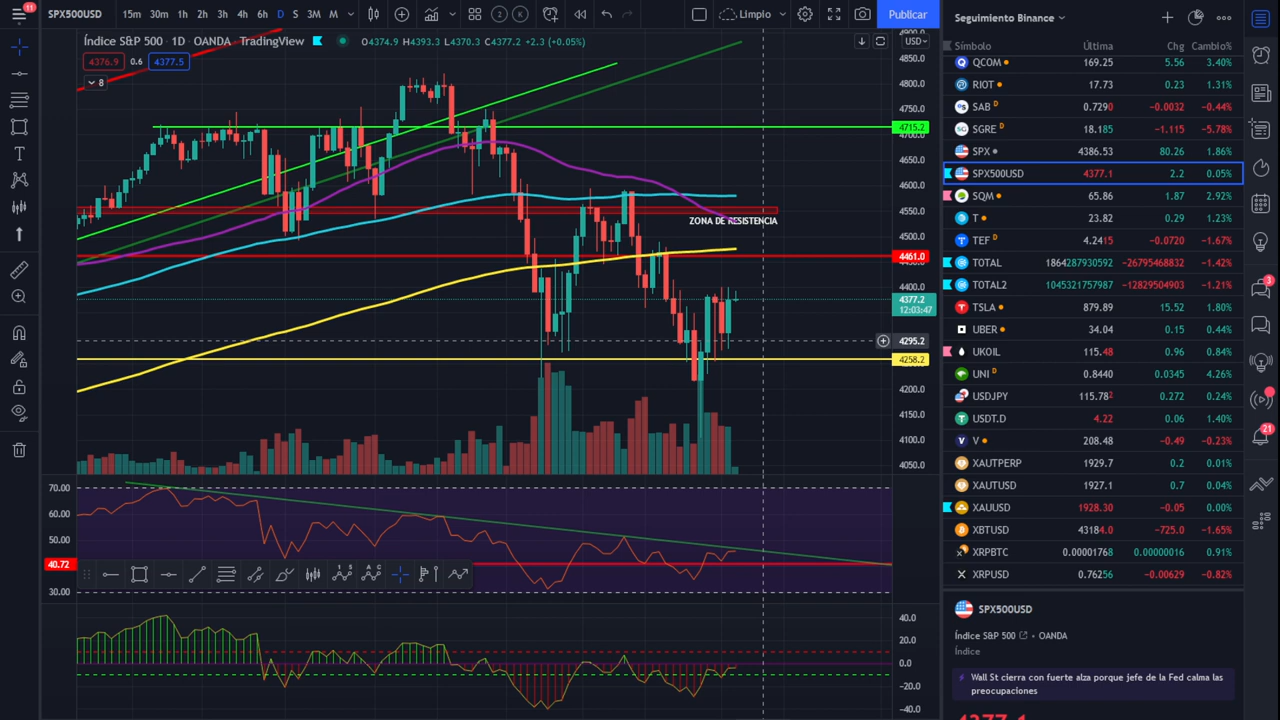 11
SPX500USD 15m 30m 1h 2h 3h 4h 6h D S 3M M 2 K Limpio Publicar
Índice S&P 500 · 1D · OANDA · TradingView O4374.9 H4393.3 L4370.3 C4377.2 +2.3 (+0.05%) USD
4376.9 0.6 4377.5
8
4850.0
4800.0
4750.0
4715.2
4700.0
4650.0
4600.0
4550.0
ZONA DE RESISTENCIA
4500.0
4461.0
4400.0
4377.2
12:03:47
4295.2
4258.2
4200.0
4150.0
4100.0
4050.0
70.00
60.00
50.00
40.72
30.00
40.0
20.0
0.0
−20.0
−40.0
Seguimiento Binance
Símbolo Última Chg Cambio%
QCOM 169.25 5.56 3.40%
RIOT 17.73 0.23 1.31%
SAB D 0.7290 −0.0032 −0.44%
SGRE D 18.185 −1.115 −5.78%
SPX 4386.53 80.26 1.86%
SPX500USD 4377.1 2.2 0.05%
SQM 65.86 1.87 2.92%
T 23.82 0.29 1.23%
TEF D 4.2415 −0.0720 −1.67%
TOTAL 1864287930592 −26795468832 −1.42%
TOTAL2 1045321757987 −12829504903 −1.21%
TSLA 879.89 15.52 1.80%
UBER 34.04 0.15 0.44%
UKOIL 115.48 0.96 0.84%
UNI D 0.8440 0.0345 4.26%
USDJPY 115.782 0.272 0.24%
USDT.D 4.22 0.06 1.40%
V 208.48 −0.49 −0.23%
XAUTPERP 1929.7 0.2 0.01%
XAUTUSD 1927.1 0.7 0.04%
XAUUSD 1928.30 −0.05 0.00%
XBTUSD 43184.0 −725.0 −1.65%
XRPBTC 0.00001768 0.00000016 0.91%
XRPUSD 0.76256 −0.00629 −0.82%
SPX500USD
Índice S&P 500 • OANDA
Índice
Wall St cierra con fuerte alza porque jefe de la Fed calma las
preocupaciones
4377.1
3
21